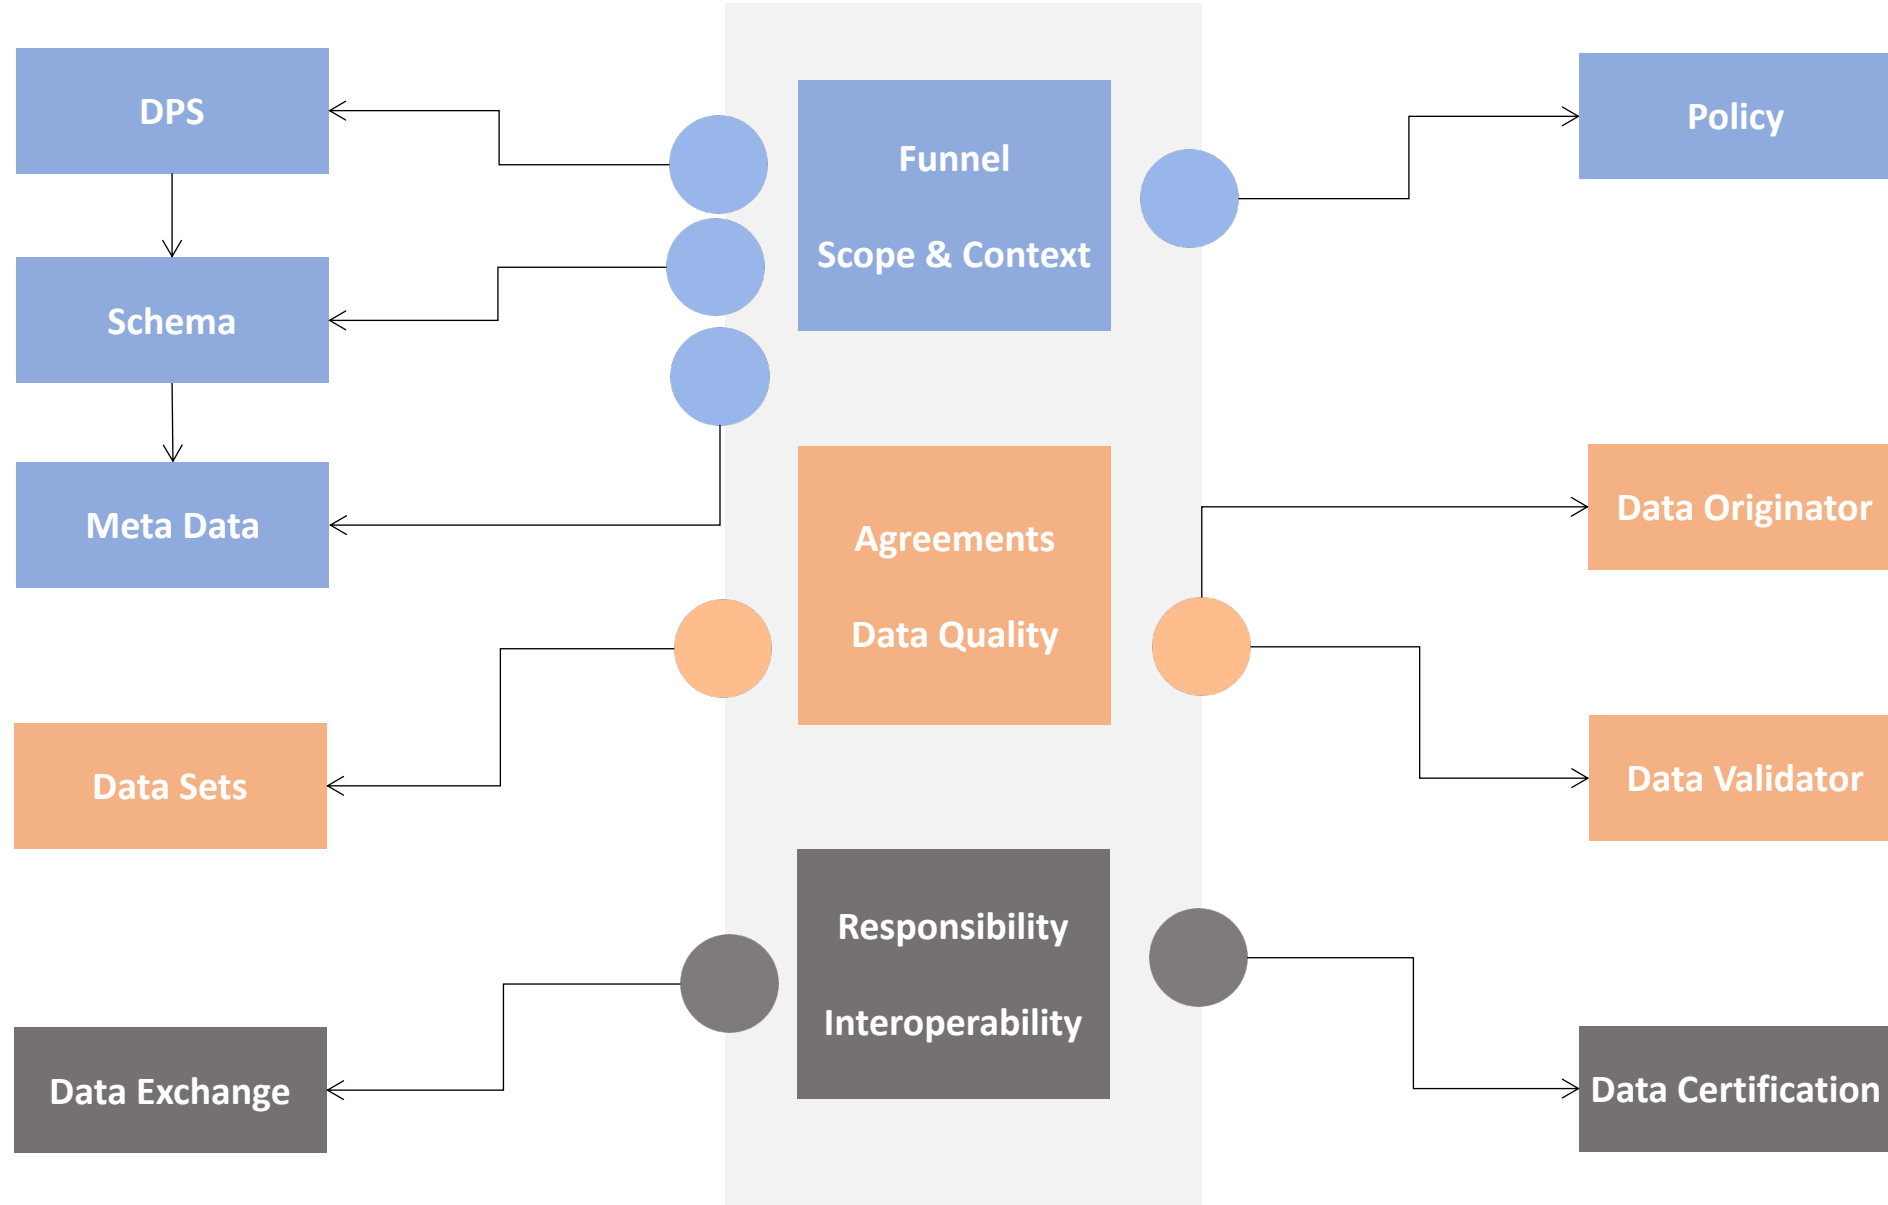 DPS
Schema
Meta Data
Data Sets
Data Exchange
Funnel
Scope & Context
Agreements
Data Quality
Responsibility
Interoperability
Policy
Data Originator
Data Validator
Data Certification